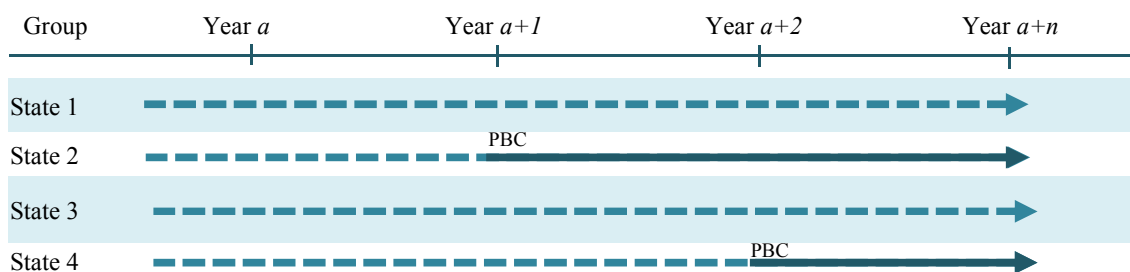 Group Year a Year a+1 Year a+2 Year a+n
State 1
PBC
State 2
State 3
PBC
State 4